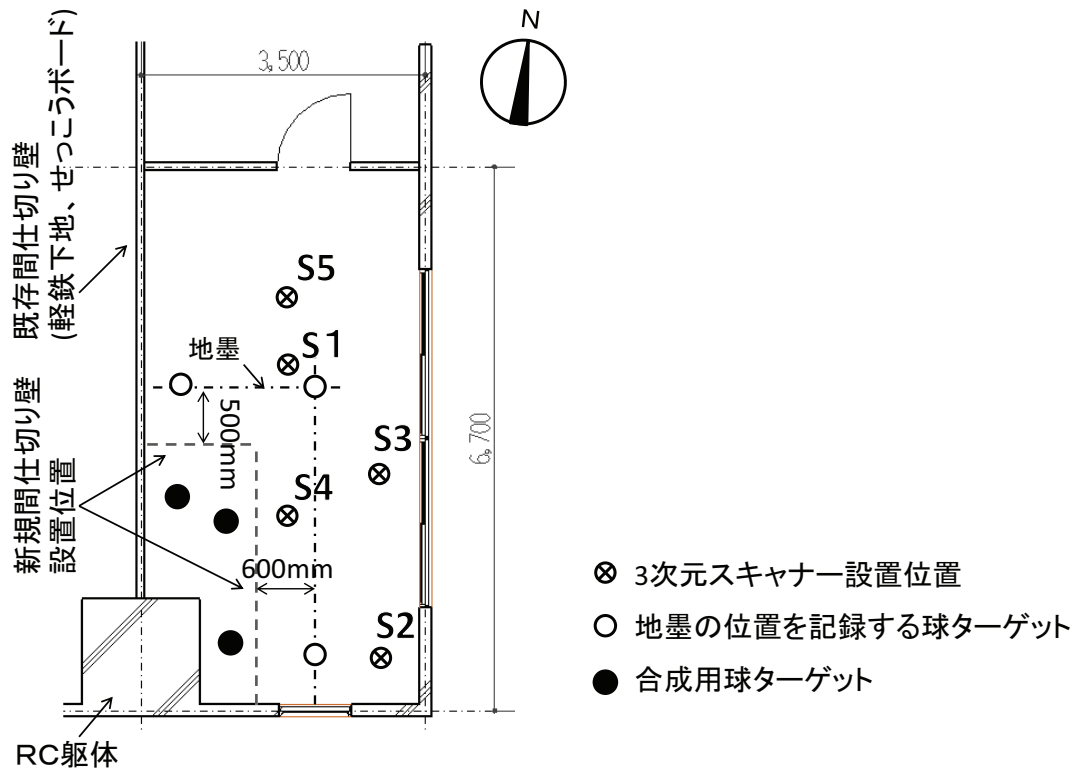 N
3,500
既存間仕切り壁
(軽鉄下地、せっこうボード)
S5
S1
地墨
500mm
S3
6,700
新規間仕切り壁
設置位置
S4
600mm
S2
3次元スキャナー設置位置
地墨の位置を記録する球ターゲット
合成用球ターゲット
RC躯体